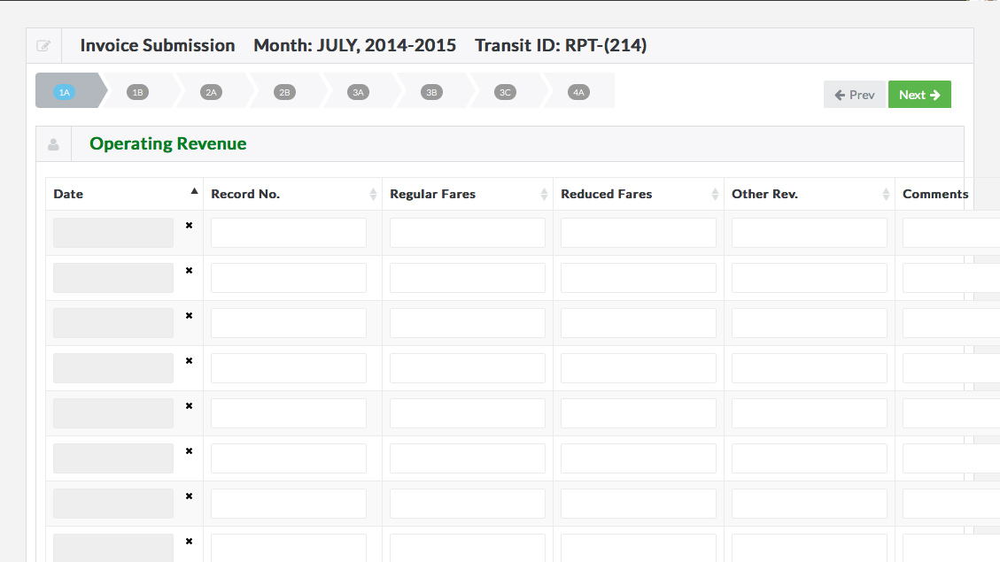 Invoice Submission Month: JULY, 2014-2015 Transit ID: RPT-(214)
1A 1B 2A 2B 3A 3B 3C 4A
Prev Next
Operating Revenue
Date Record No. Regular Fares Reduced Fares Other Rev. Comments